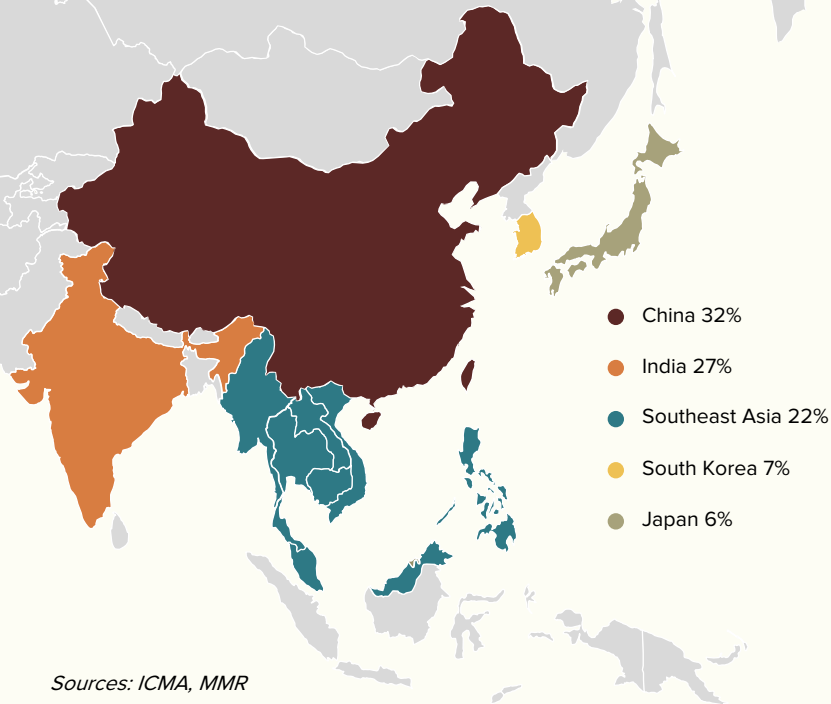 China 32%
India 27%
Southeast Asia 22%
South Korea 7%
Japan 6%
Sources: ICMA, MMR